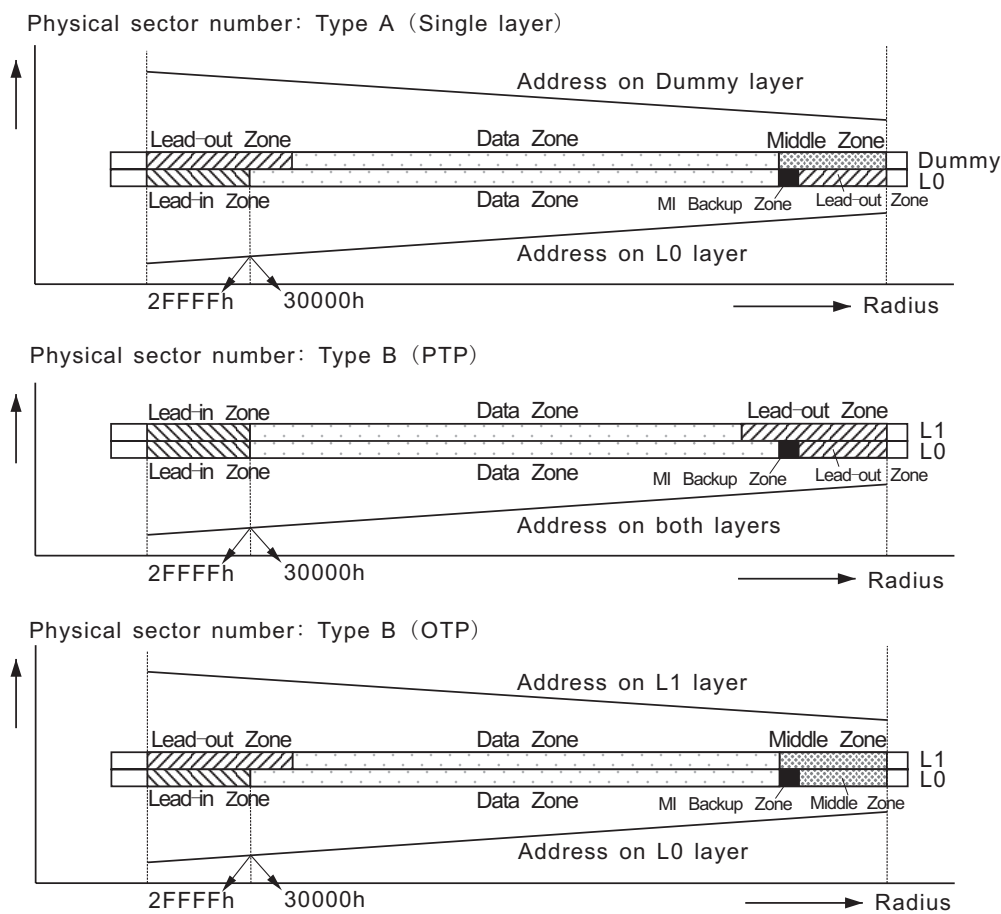 Physical sector number: Type A (Single layer)
Address on Dummy layer
Lead-out Zone Data Zone Middle Zone
Dummy
L0
Lead-in Zone Data Zone MI Backup Zone Lead-out Zone
Address on L0 layer
2FFFFh 30000h
Radius
Physical sector number: Type B (PTP)
Lead-in Zone Data Zone Lead-out Zone
L1
L0
Lead-in Zone Data Zone MI Backup Zone Lead-out Zone
Address on both layers
2FFFFh 30000h
Radius
Physical sector number: Type B (OTP)
Address on L1 layer
Lead-out Zone Data Zone Middle Zone
L1
L0
Lead-in Zone Data Zone MI Backup Zone Middle Zone
Address on L0 layer
2FFFFh 30000h
Radius